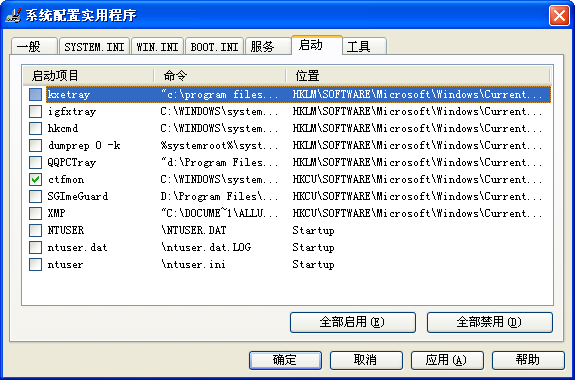 系统配置实用程序
一般 SYSTEM.INI WIN.INI BOOT.INI 服务 启动 工具
启动项目 命令 位置
kxetray "c:\program files... HKLM\SOFTWARE\Microsoft\Windows\Current...
igfxtray C:\WINDOWS\system... HKLM\SOFTWARE\Microsoft\Windows\Current...
hkcmd C:\WINDOWS\system... HKLM\SOFTWARE\Microsoft\Windows\Current...
dumprep 0 -k %systemroot%\syst... HKLM\SOFTWARE\Microsoft\Windows\Current...
QQPCTray "d:\Program Files... HKLM\SOFTWARE\Microsoft\Windows\Current...
ctfmon C:\WINDOWS\system... HKCU\SOFTWARE\Microsoft\Windows\Current...
SGImeGuard D:\Program Files\... HKCU\SOFTWARE\Microsoft\Windows\Current...
XMP "C:\DOCUME~1\ALLU... HKCU\SOFTWARE\Microsoft\Windows\Current...
NTUSER \NTUSER.DAT Startup
ntuser.dat \ntuser.dat.LOG Startup
ntuser \ntuser.ini Startup
全部启用(E) 全部禁用(D)
确定 取消 应用(A) 帮助